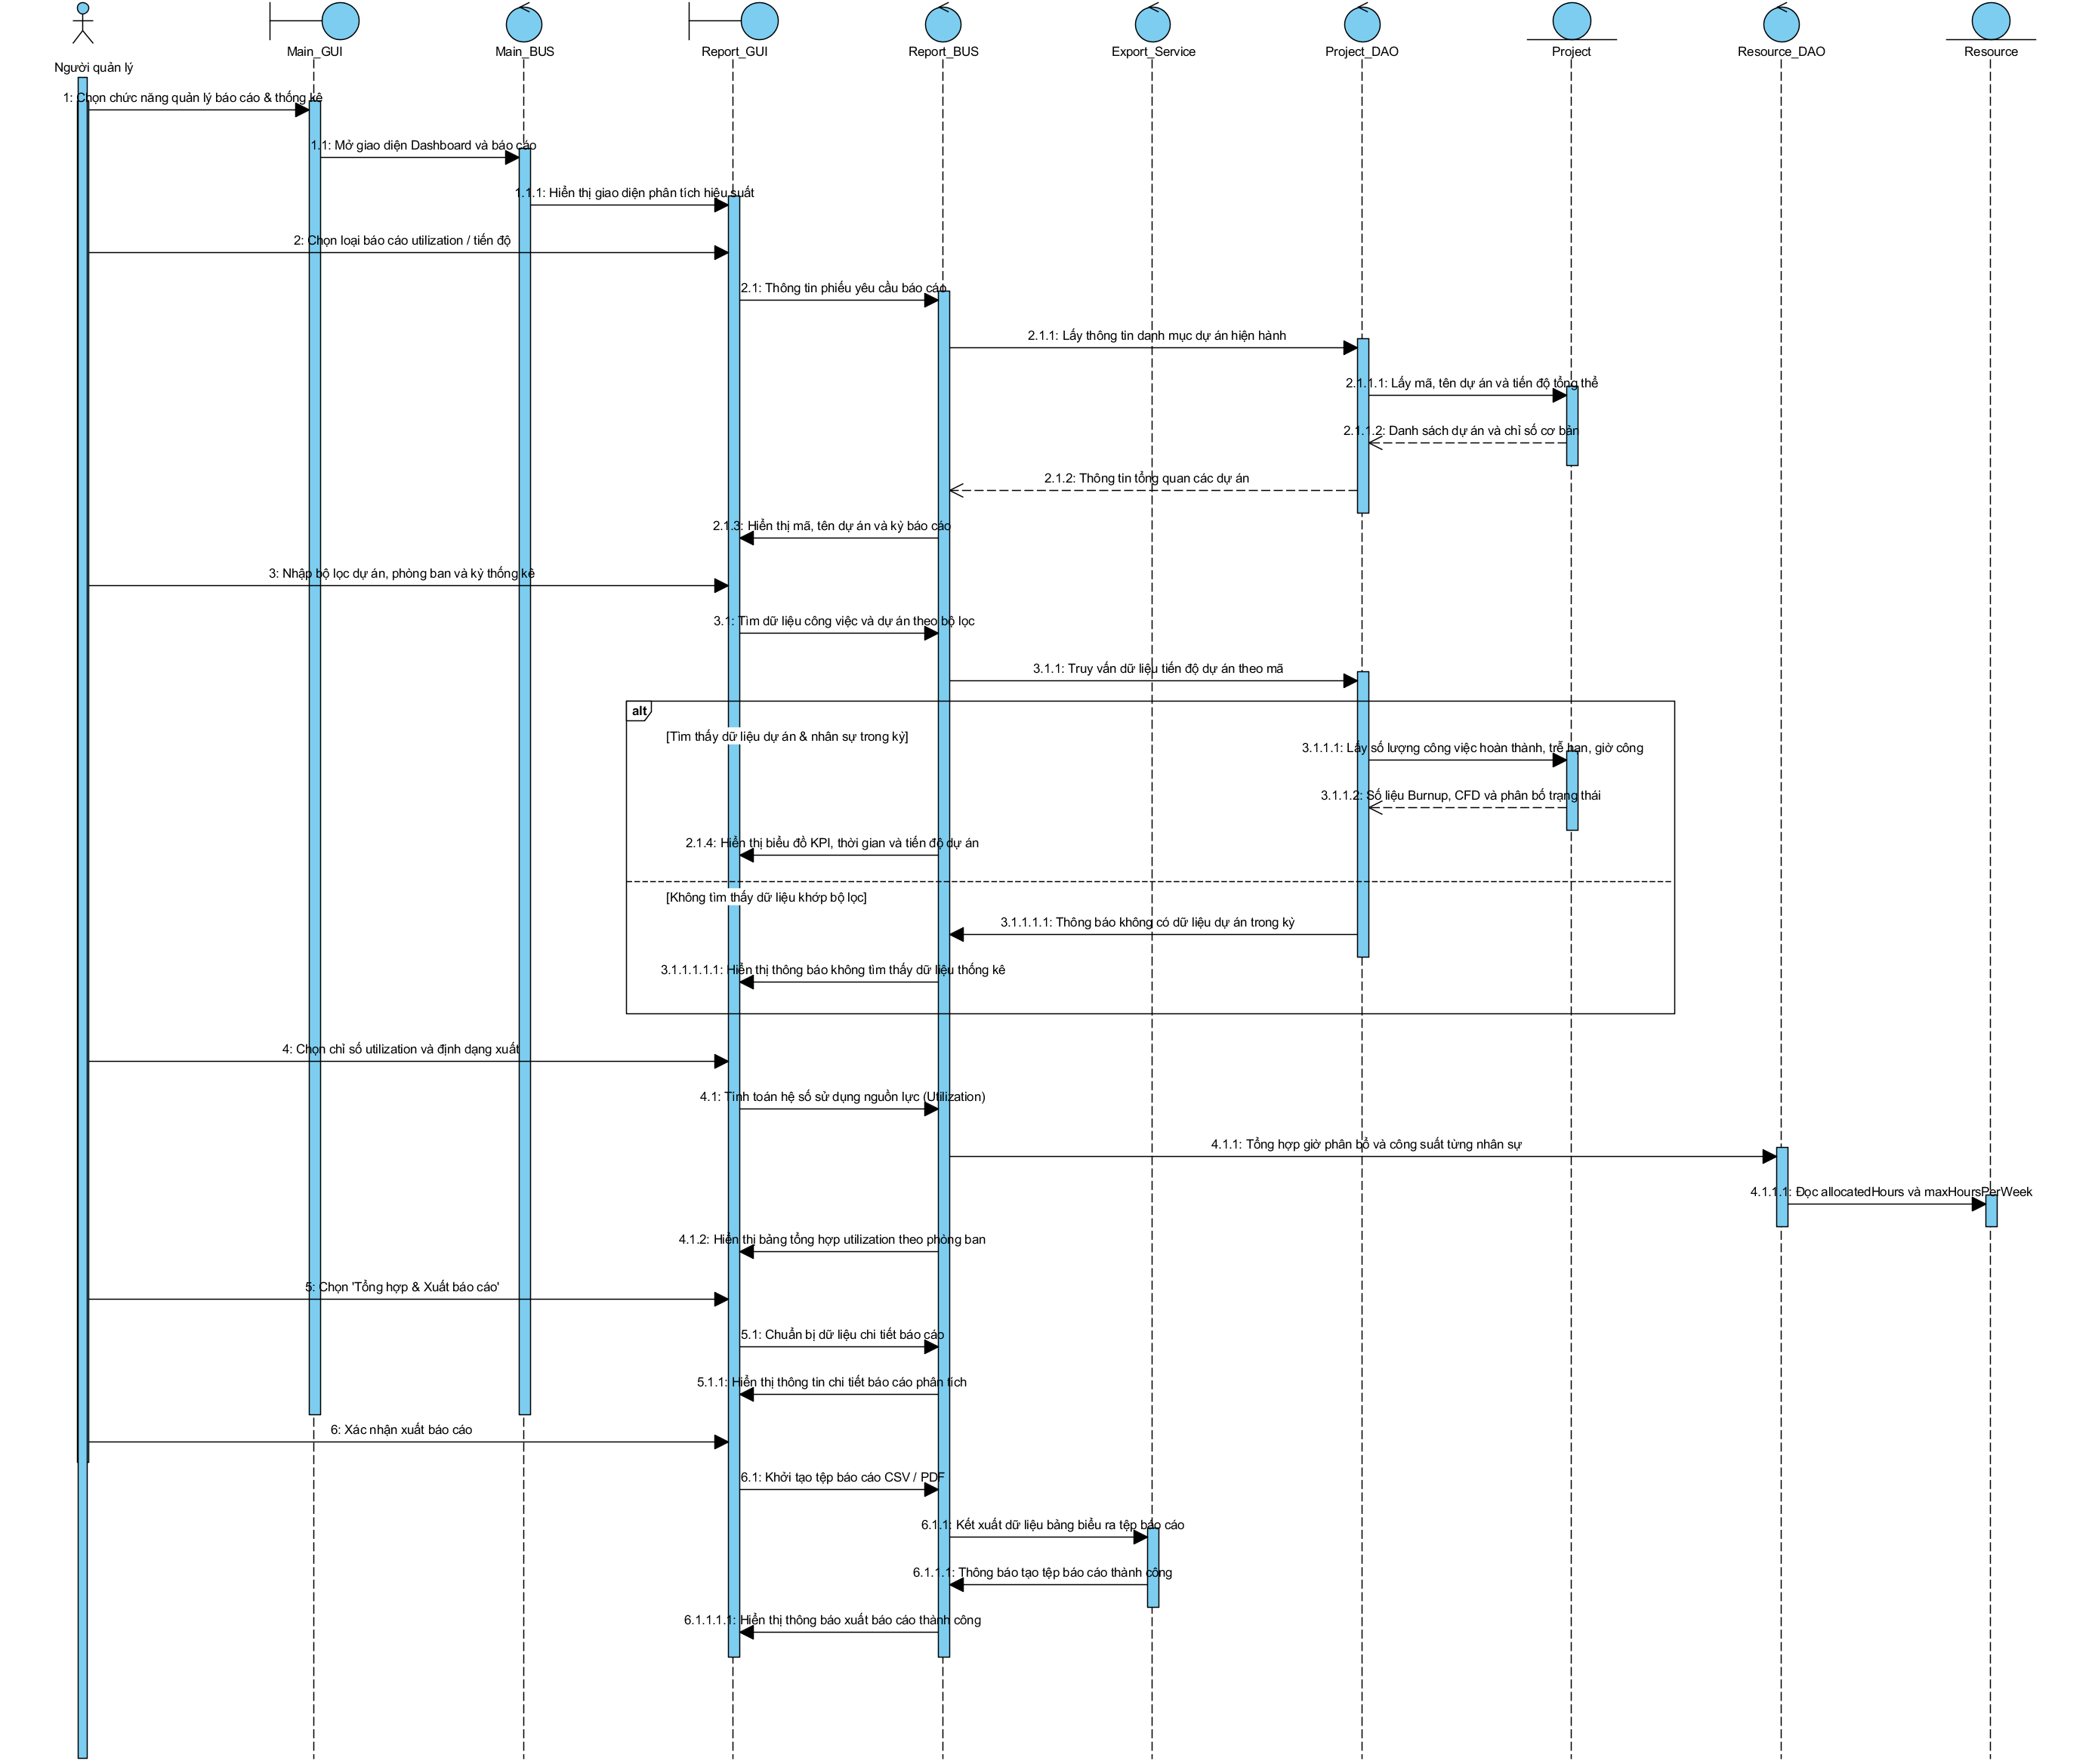 Main_GUI
Main_BUS
Report_GUI
Report_BUS
Export_Service
Project_DAO
Project
Resource_DAO
Resource
Người quản lý
1: Chọn chức năng quản lý báo cáo & thống kê
1.1: Mở giao diện Dashboard và báo cáo
1.1.1: Hiển thị giao diện phân tích hiệu suất
2: Chọn loại báo cáo utilization / tiến độ
2.1: Thông tin phiếu yêu cầu báo cáo
2.1.1: Lấy thông tin danh mục dự án hiện hành
2.1.1.1: Lấy mã, tên dự án và tiến độ tổng thể
2.1.1.2: Danh sách dự án và chỉ số cơ bản
2.1.2: Thông tin tổng quan các dự án
2.1.3: Hiển thị mã, tên dự án và kỳ báo cáo
3: Nhập bộ lọc dự án, phòng ban và kỳ thống kê
3.1: Tìm dữ liệu công việc và dự án theo bộ lọc
3.1.1: Truy vấn dữ liệu tiến độ dự án theo mã
alt
[Tìm thấy dữ liệu dự án & nhân sự trong kỳ]
3.1.1.1: Lấy số lượng công việc hoàn thành, trễ hạn, giờ công
3.1.1.2: Số liệu Burnup, CFD và phân bố trạng thái
2.1.4: Hiển thị biểu đồ KPI, thời gian và tiến độ dự án
[Không tìm thấy dữ liệu khớp bộ lọc]
3.1.1.1.1: Thông báo không có dữ liệu dự án trong kỳ
3.1.1.1.1.1: Hiển thị thông báo không tìm thấy dữ liệu thống kê
4: Chọn chỉ số utilization và định dạng xuất
4.1: Tính toán hệ số sử dụng nguồn lực (Utilization)
4.1.1: Tổng hợp giờ phân bổ và công suất từng nhân sự
4.1.1.1: Đọc allocatedHours và maxHoursPerWeek
4.1.2: Hiển thị bảng tổng hợp utilization theo phòng ban
5: Chọn 'Tổng hợp & Xuất báo cáo'
5.1: Chuẩn bị dữ liệu chi tiết báo cáo
5.1.1: Hiển thị thông tin chi tiết báo cáo phân tích
6: Xác nhận xuất báo cáo
6.1: Khởi tạo tệp báo cáo CSV / PDF
6.1.1: Kết xuất dữ liệu bảng biểu ra tệp báo cáo
6.1.1.1: Thông báo tạo tệp báo cáo thành công
6.1.1.1.1: Hiển thị thông báo xuất báo cáo thành công